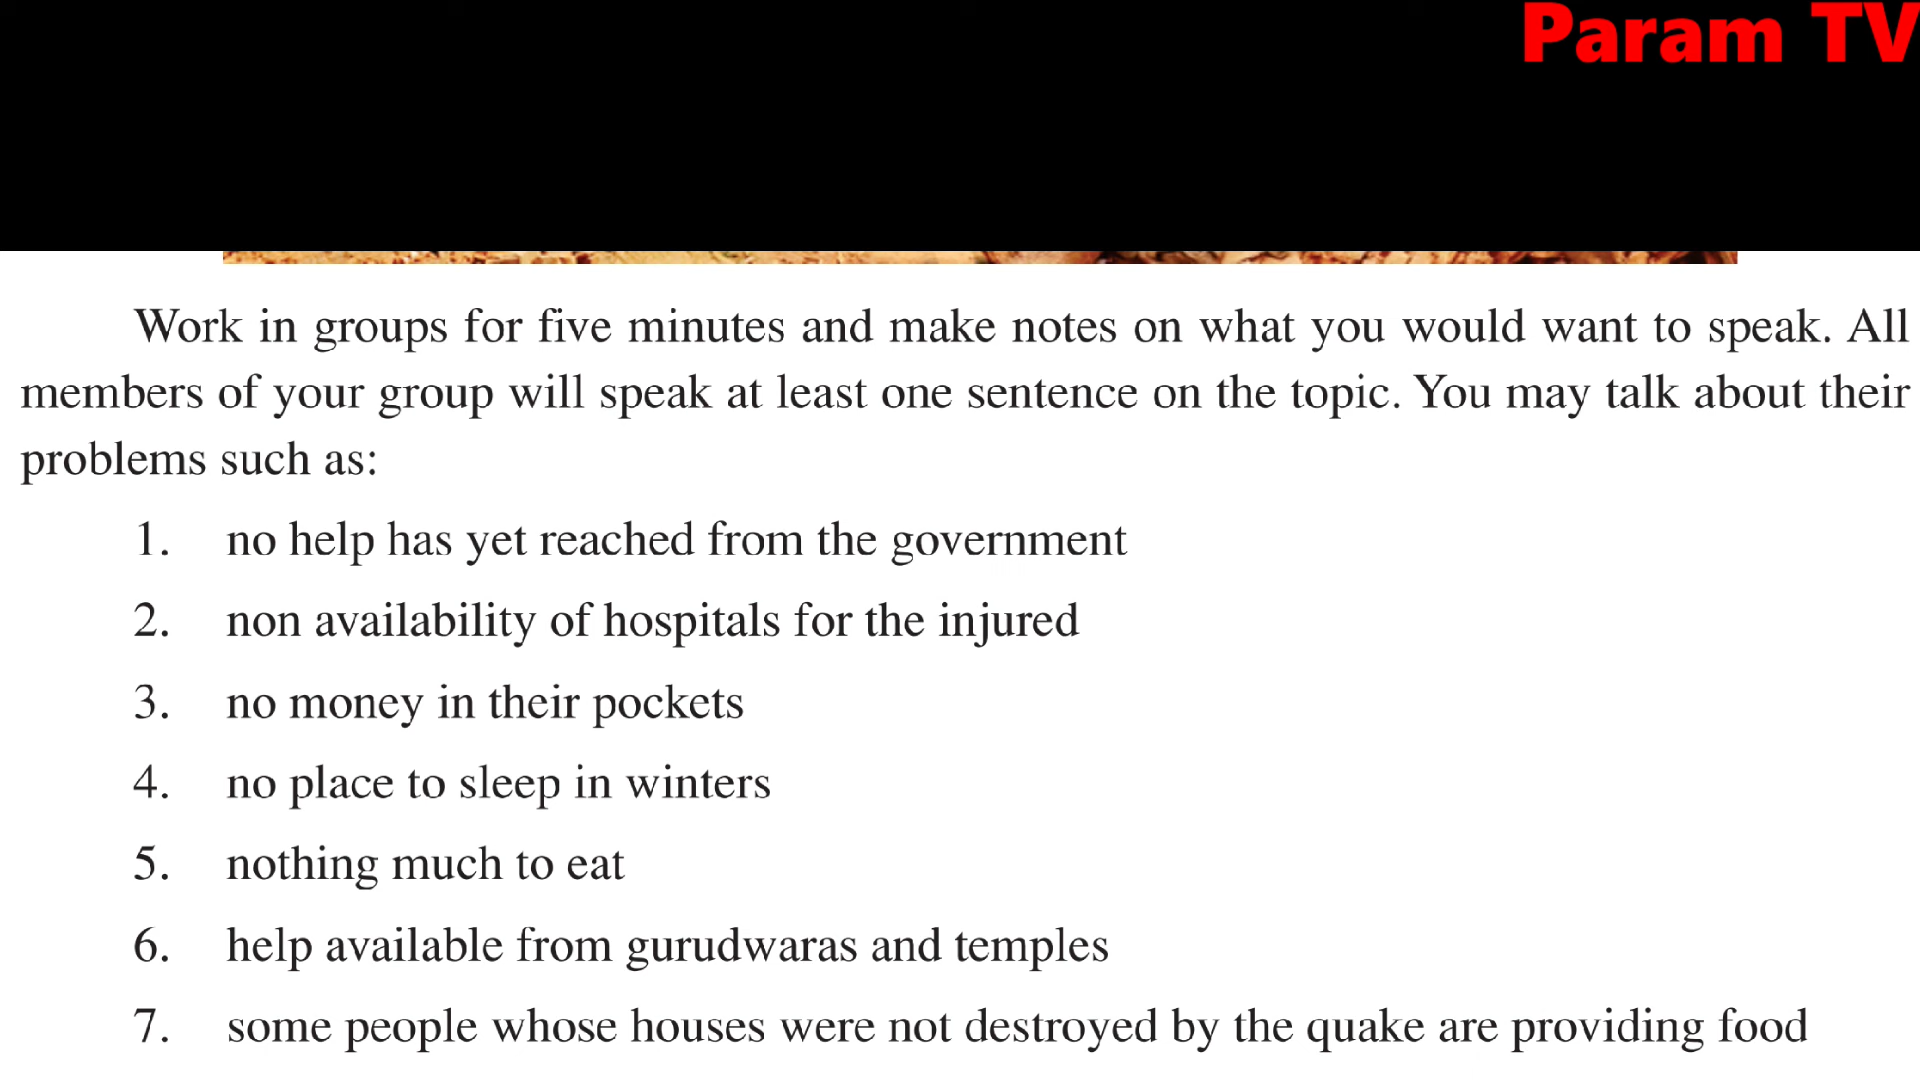 Param TV
Work in groups for five minutes and make notes on what you would want to speak. All
members of your group will speak at least one sentence on the topic. You may talk about their
problems such as:
1. no help has yet reached from the government
2. non availability of hospitals for the injured
3. no money in their pockets
4. no place to sleep in winters
5. nothing much to eat
6. help available from gurudwaras and temples
7. some people whose houses were not destroyed by the quake are providing food